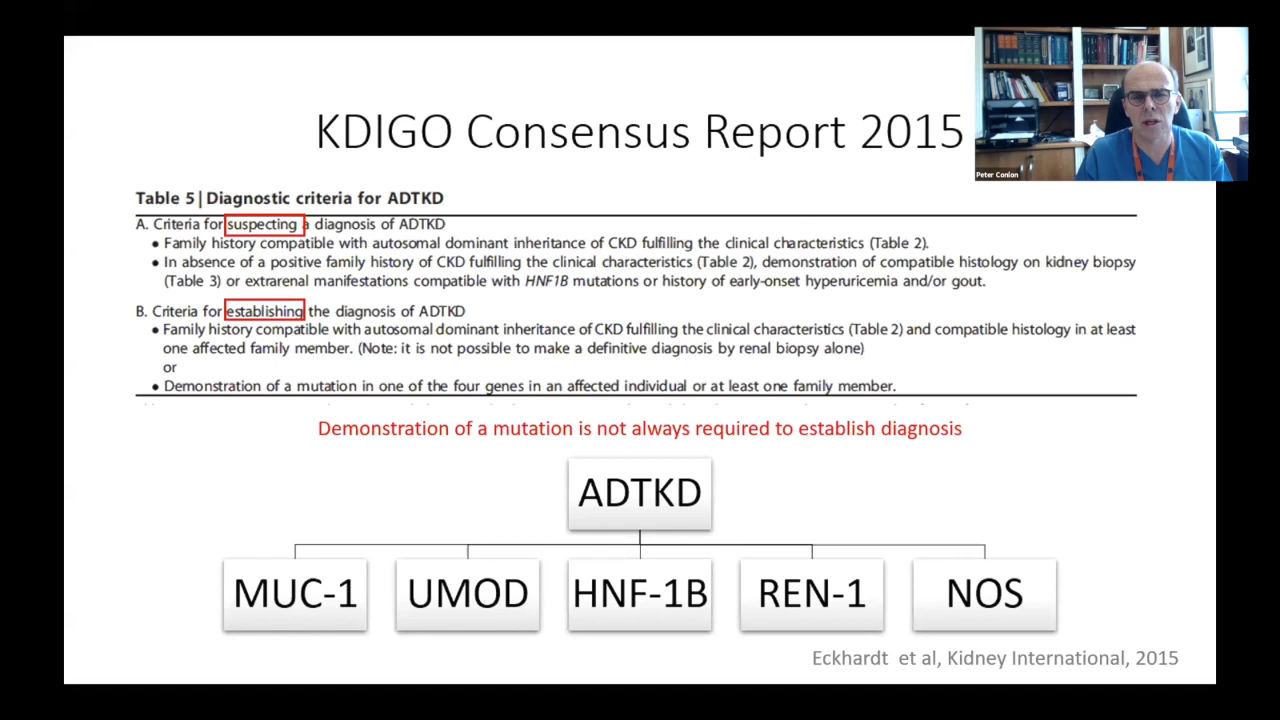 KDIGO Consensus Report 2015
Peter Conlon
Table 5 | Diagnostic criteria for ADTKD
A. Criteria for suspecting a diagnosis of ADTKD
• Family history compatible with autosomal dominant inheritance of CKD fulfilling the clinical characteristics (Table 2).
• In absence of a positive family history of CKD fulfilling the clinical characteristics (Table 2), demonstration of compatible histology on kidney biopsy
(Table 3) or extrarenal manifestations compatible with HNF1B mutations or history of early-onset hyperuricemia and/or gout.
B. Criteria for establishing the diagnosis of ADTKD
• Family history compatible with autosomal dominant inheritance of CKD fulfilling the clinical characteristics (Table 2) and compatible histology in at least
one affected family member. (Note: it is not possible to make a definitive diagnosis by renal biopsy alone)
or
• Demonstration of a mutation in one of the four genes in an affected individual or at least one family member.
Demonstration of a mutation is not always required to establish diagnosis
ADTKD
MUC-1
UMOD
HNF-1B
REN-1
NOS
Eckhardt et al, Kidney International, 2015